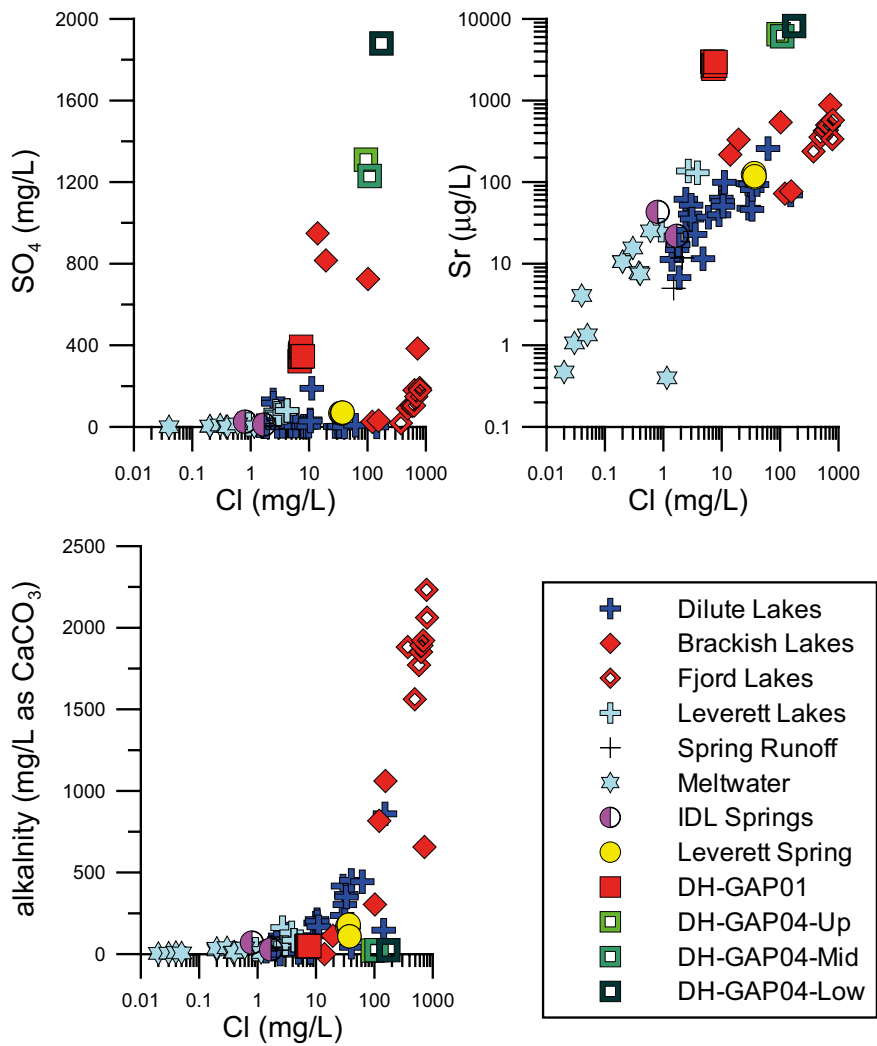 2000
1600
1200
800
400
0
SO4 (mg/L)
0.01 0.1 1 10 100 1000
Cl (mg/L)
10000
1000
100
10
1
0.1
Sr (µg/L)
0.01 0.1 1 10 100 1000
Cl (mg/L)
2500
2000
1500
1000
500
0
alkalnity (mg/L as CaCO3)
0.01 0.1 1 10 100 1000
Cl (mg/L)
Dilute Lakes
Brackish Lakes
Fjord Lakes
Leverett Lakes
Spring Runoff
Meltwater
IDL Springs
Leverett Spring
DH-GAP01
DH-GAP04-Up
DH-GAP04-Mid
DH-GAP04-Low